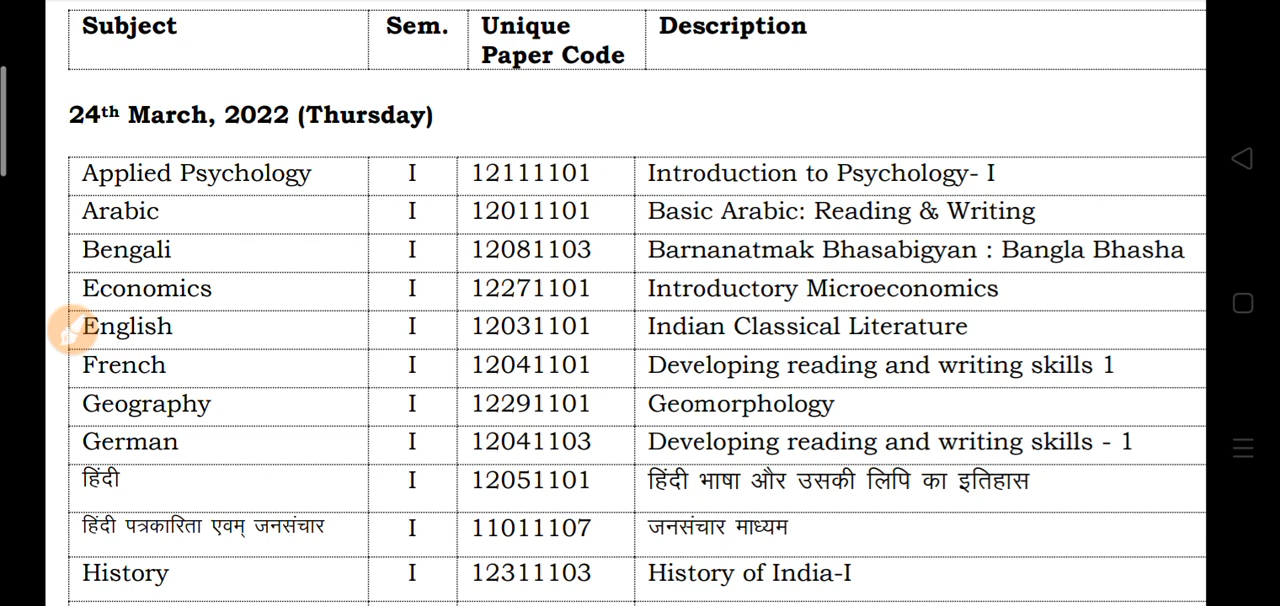 Subject Sem. Unique Paper Code Description
24th March, 2022 (Thursday)
Applied Psychology I 12111101 Introduction to Psychology- I
Arabic I 12011101 Basic Arabic: Reading & Writing
Bengali I 12081103 Barnanatmak Bhasabigyan : Bangla Bhasha
Economics I 12271101 Introductory Microeconomics
English I 12031101 Indian Classical Literature
French I 12041101 Developing reading and writing skills 1
Geography I 12291101 Geomorphology
German I 12041103 Developing reading and writing skills - 1
हिंदी I 12051101 हिंदी भाषा और उसकी लिपि का इतिहास
हिंदी पत्रकारिता एवम् जनसंचार I 11011107 जनसंचार माध्यम
History I 12311103 History of India-I